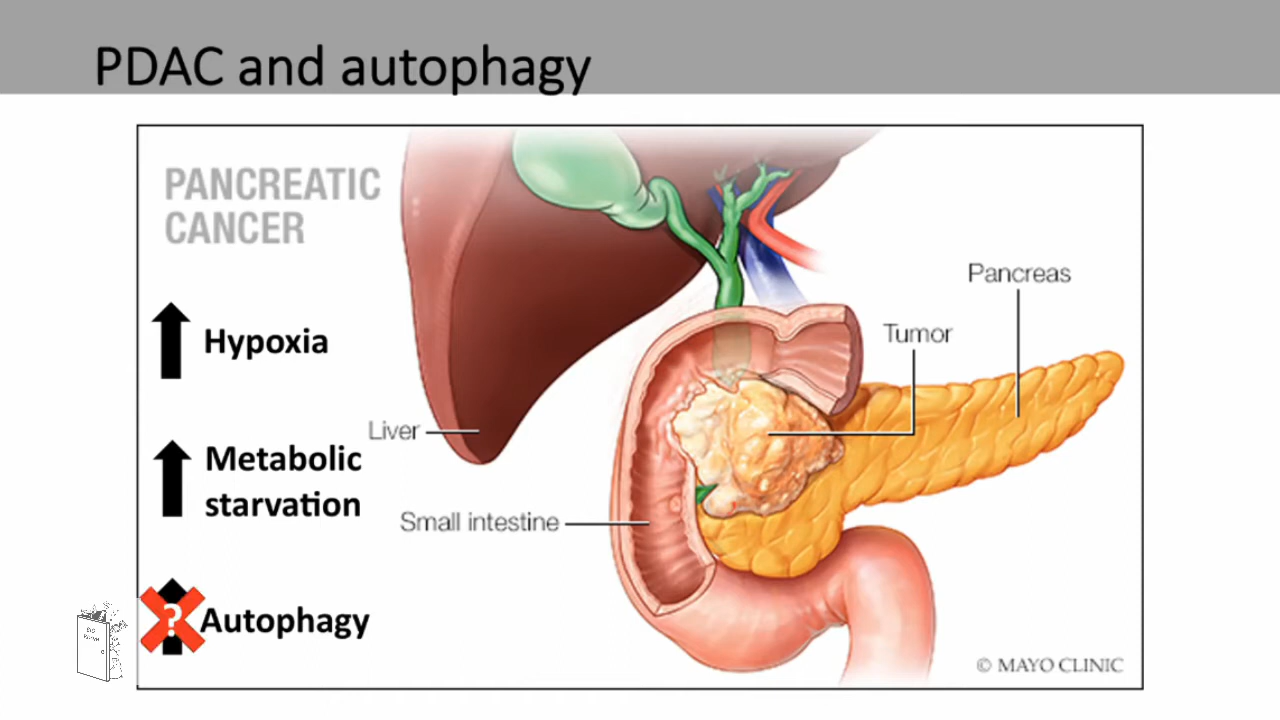 PDAC and autophagy
PANCREATIC
CANCER
Hypoxia
Metabolic
starvation
?
Autophagy
Liver
Small intestine
Tumor
Pancreas
© MAYO CLINIC